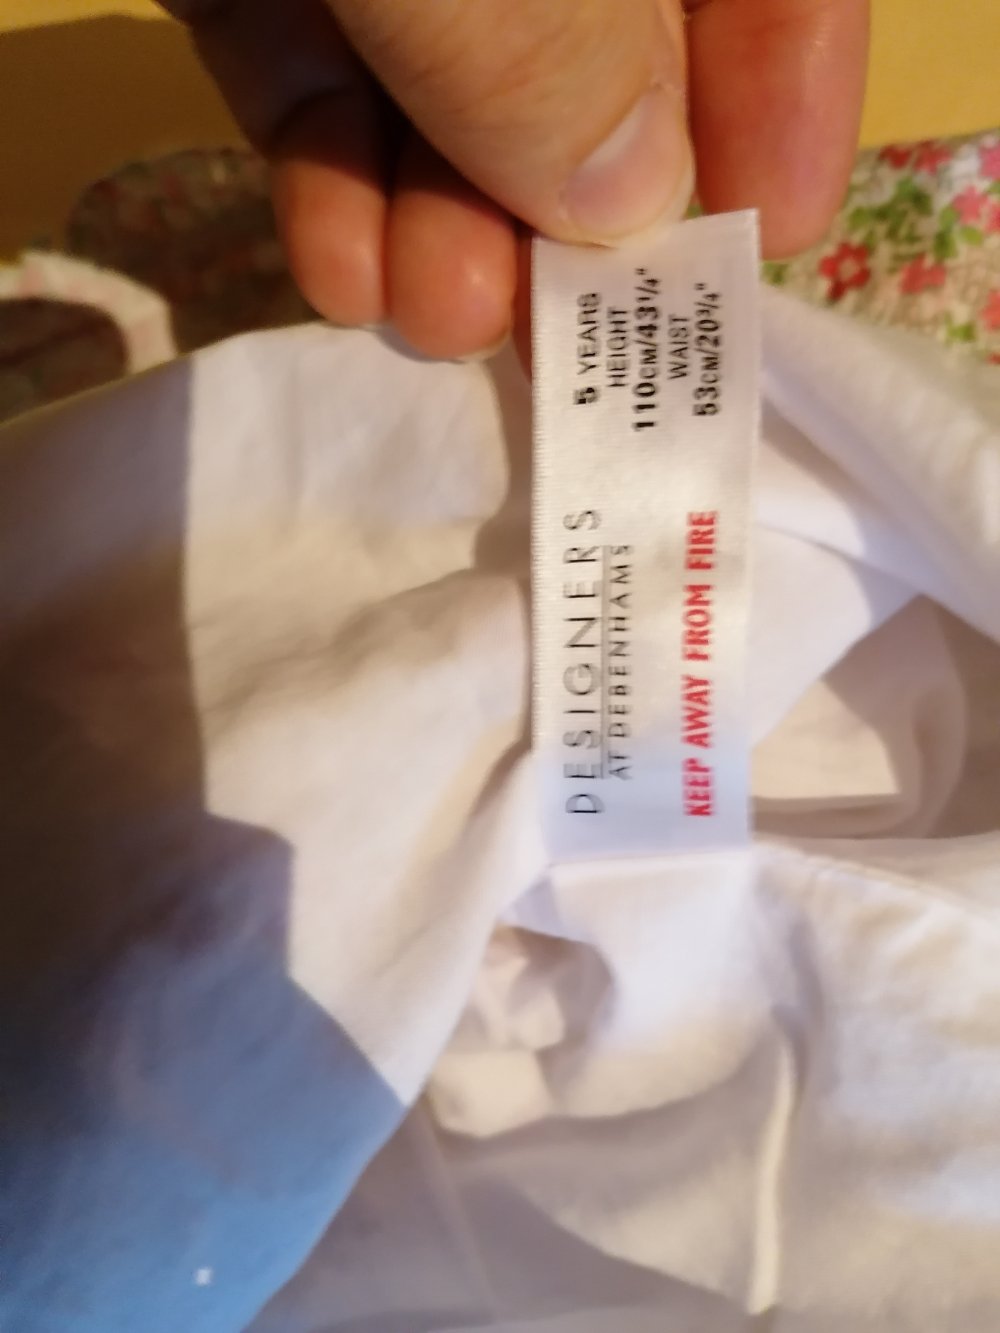 DESIGNERS
AT DEBENHAMS
KEEP AWAY FROM FIRE
5 YEARS
HEIGHT
110CM/43¼"
WAIST
53CM/20¾"